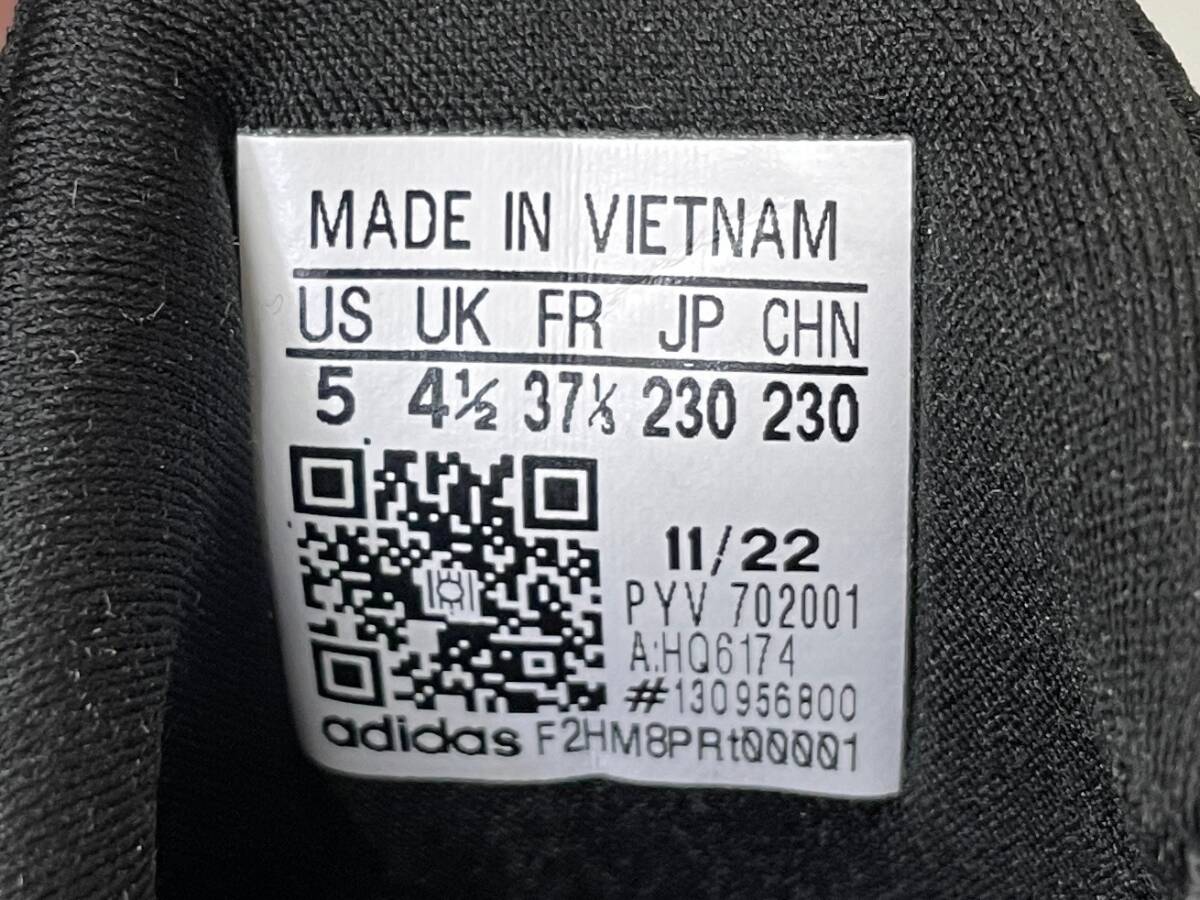 MADE IN VIETNAM
US UK FR JP CHN
5 4½ 37⅓ 230 230
11/22
PYV 702001
A:HQ6174
#130956800
adidas F2HM8PRt00001